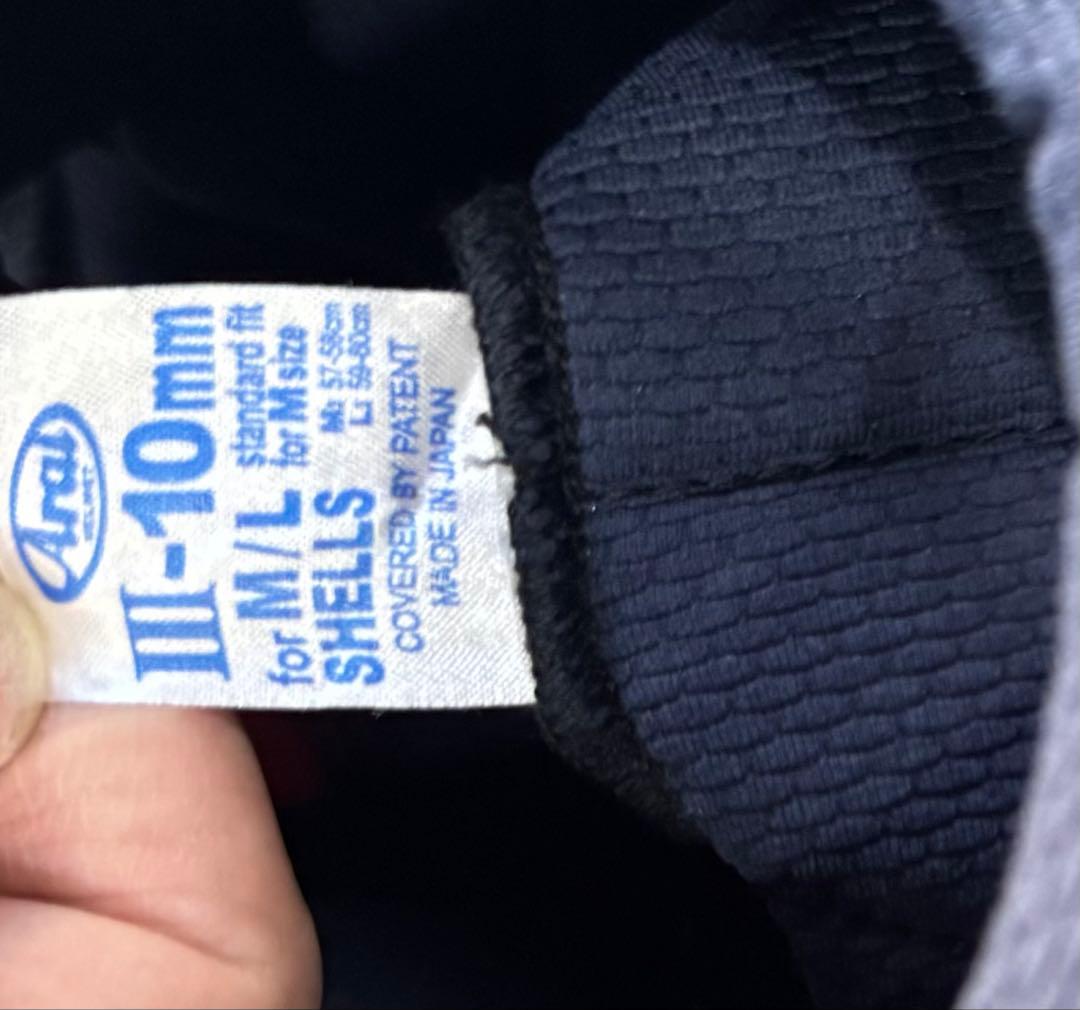 Arai
HELMET
III-10mm
for M/L standard fit
for M size
SHELLS M: 57-58cm
L: 59-60cm
COVERED BY PATENT
MADE IN JAPAN